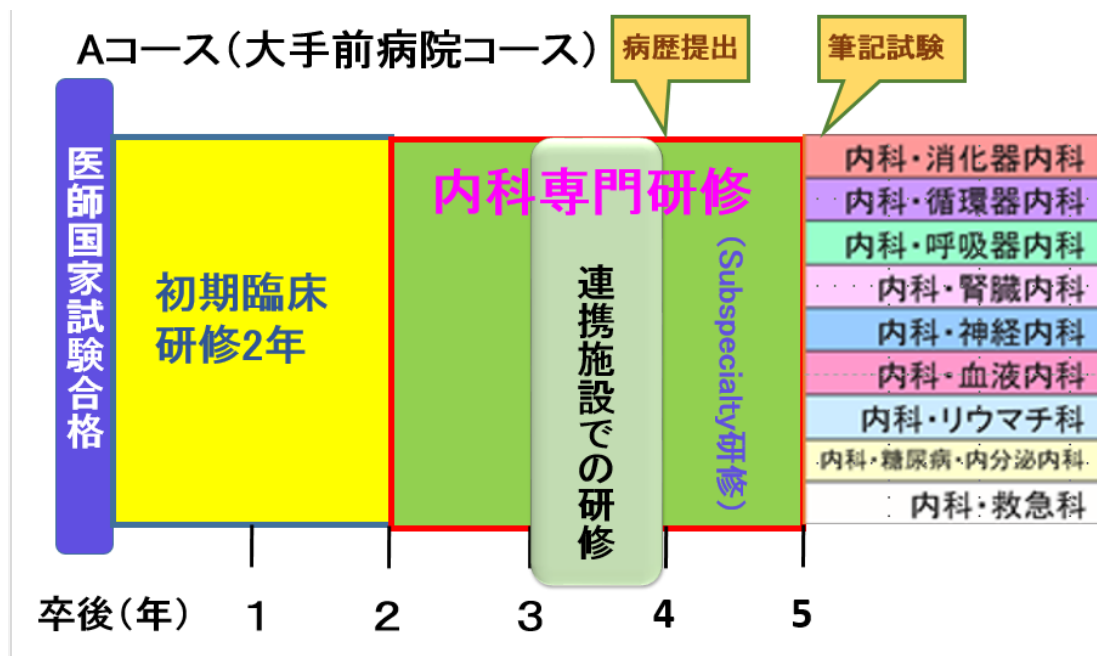 Aコース(大手前病院コース)
病歴提出
筆記試験
医師国家試験合格
初期臨床
研修2年
内科専門研修
連携施設での研修
(Subspecialty研修)
内科・消化器内科
内科・循環器内科
内科・呼吸器内科
内科・腎臓内科
内科・神経内科
内科・血液内科
内科・リウマチ科
内科・糖尿病・内分泌内科
内科・救急科
卒後(年) 1 2 3 4 5